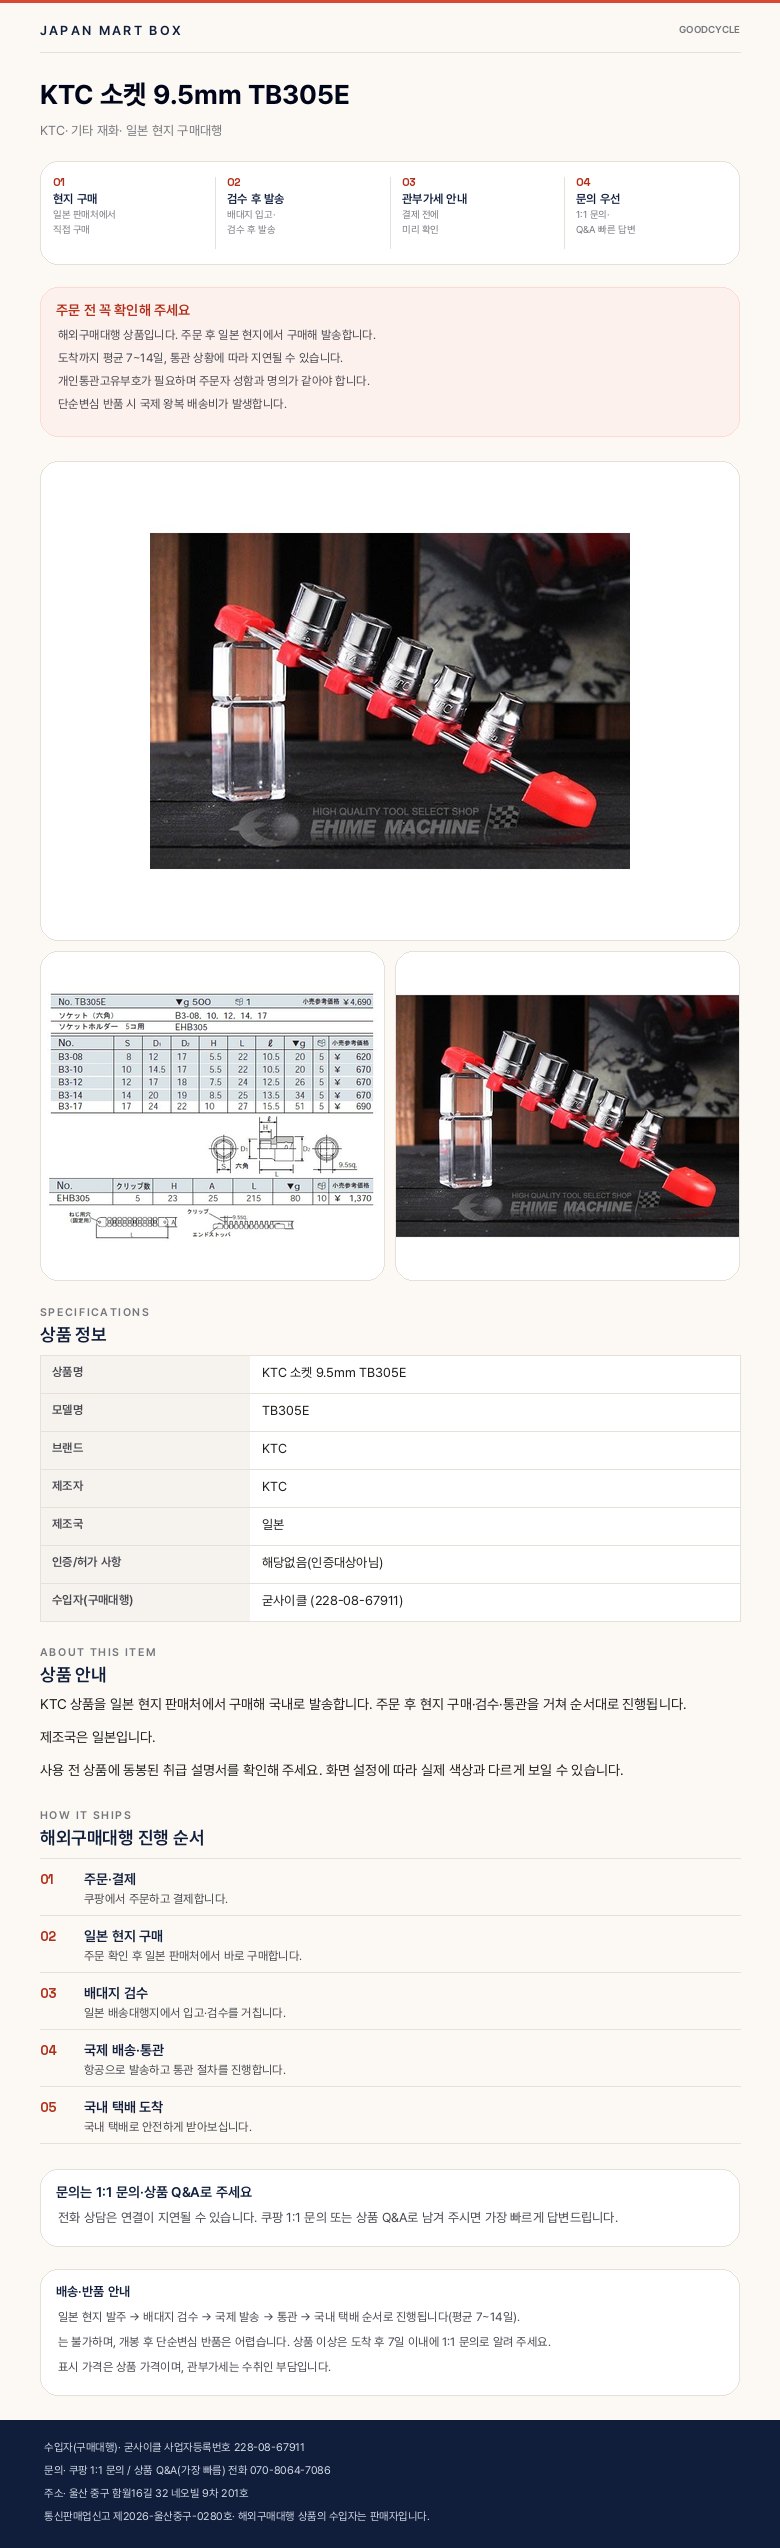 JAPAN MART BOX
GOODCYCLE
KTC 소켓 9.5mm TB305E
KTC· 기타 재화· 일본 현지 구매대행
01
현지 구매
일본 판매처에서
직접 구매
02
검수 후 발송
배대지 입고·
검수 후 발송
03
관부가세 안내
결제 전에
미리 확인
04
문의 우선
1:1 문의·
Q&A 빠른 답변
주문 전 꼭 확인해 주세요
해외구매대행 상품입니다. 주문 후 일본 현지에서 구매해 발송합니다.
도착까지 평균 7~14일, 통관 상황에 따라 지연될 수 있습니다.
개인통관고유부호가 필요하며 주문자 성함과 명의가 같아야 합니다.
단순변심 반품 시 국제 왕복 배송비가 발생합니다.
HIGH QUALITY TOOL SELECT SHOP
EHIME MACHINE
No. TB305E ▼g 500 1 小売参考価格 ¥4,690
ソケット（六角） B3-08, 10, 12, 14, 17
ソケットホルダー 5コ用 EHB305
No. S D₁ D₂ H L ℓ ▼g 小売参考価格
B3-08 8 12 17 5.5 22 10.5 20 5 ¥ 620
B3-10 10 14.5 17 5.5 22 10.5 20 5 ¥ 670
B3-12 12 17 18 7.5 24 12.5 26 5 ¥ 670
B3-14 14 20 19 8.5 25 13.5 34 5 ¥ 670
B3-17 17 24 22 10 27 15.5 51 5 ¥ 690
ℓ
H
D₁ D₂
S 六角 L 9.5sq.
No. クリップ数 H A L ▼g 小売参考価格
EHB305 5 23 25 215 80 10 ¥ 1,370
ねじ用穴
(固定用)
A
L
クリップ
9.5sq.
H
エンドストッパ
HIGH QUALITY TOOL SELECT SHOP
EHIME MACHINE
SPECIFICATIONS
상품 정보
상품명 KTC 소켓 9.5mm TB305E
모델명 TB305E
브랜드 KTC
제조자 KTC
제조국 일본
인증/허가 사항 해당없음(인증대상아님)
수입자(구매대행) 굳사이클 (228-08-67911)
ABOUT THIS ITEM
상품 안내
KTC 상품을 일본 현지 판매처에서 구매해 국내로 발송합니다. 주문 후 현지 구매·검수·통관을 거쳐 순서대로 진행됩니다.
제조국은 일본입니다.
사용 전 상품에 동봉된 취급 설명서를 확인해 주세요. 화면 설정에 따라 실제 색상과 다르게 보일 수 있습니다.
HOW IT SHIPS
해외구매대행 진행 순서
01 주문·결제
쿠팡에서 주문하고 결제합니다.
02 일본 현지 구매
주문 확인 후 일본 판매처에서 바로 구매합니다.
03 배대지 검수
일본 배송대행지에서 입고·검수를 거칩니다.
04 국제 배송·통관
항공으로 발송하고 통관 절차를 진행합니다.
05 국내 택배 도착
국내 택배로 안전하게 받아보십니다.
문의는 1:1 문의·상품 Q&A로 주세요
전화 상담은 연결이 지연될 수 있습니다. 쿠팡 1:1 문의 또는 상품 Q&A로 남겨 주시면 가장 빠르게 답변드립니다.
배송·반품 안내
일본 현지 발주 → 배대지 검수 → 국제 발송 → 통관 → 국내 택배 순서로 진행됩니다(평균 7~14일).
는 불가하며, 개봉 후 단순변심 반품은 어렵습니다. 상품 이상은 도착 후 7일 이내에 1:1 문의로 알려 주세요.
표시 가격은 상품 가격이며, 관부가세는 수취인 부담입니다.
수입자(구매대행)· 굳사이클 사업자등록번호 228-08-67911
문의· 쿠팡 1:1 문의 / 상품 Q&A(가장 빠름) 전화 070-8064-7086
주소· 울산 중구 함월16길 32 네오빌 9차 201호
통신판매업신고 제2026-울산중구-0280호· 해외구매대행 상품의 수입자는 판매자입니다.